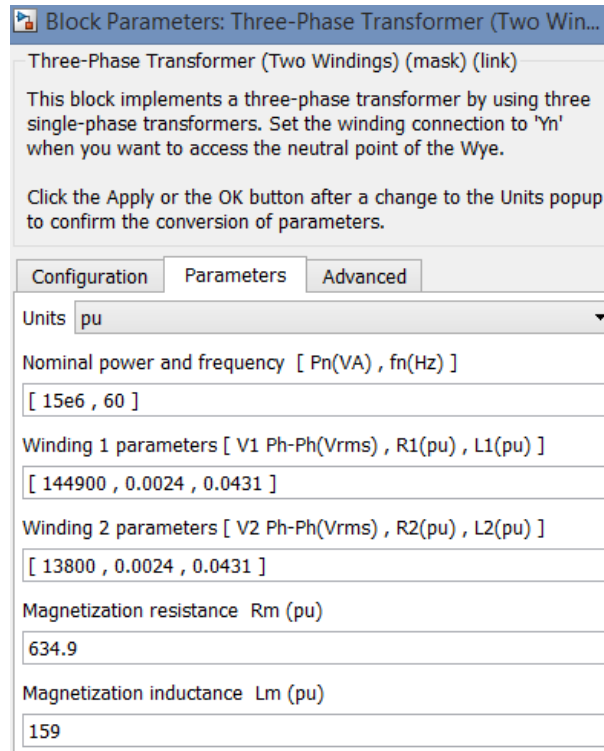 Block Parameters: Three-Phase Transformer (Two Win...
Three-Phase Transformer (Two Windings) (mask) (link)
This block implements a three-phase transformer by using three
single-phase transformers. Set the winding connection to 'Yn'
when you want to access the neutral point of the Wye.
Click the Apply or the OK button after a change to the Units popup
to confirm the conversion of parameters.
Configuration Parameters Advanced
Units pu
Nominal power and frequency [ Pn(VA) , fn(Hz) ]
[ 15e6 , 60 ]
Winding 1 parameters [ V1 Ph-Ph(Vrms) , R1(pu) , L1(pu) ]
[ 144900 , 0.0024 , 0.0431 ]
Winding 2 parameters [ V2 Ph-Ph(Vrms) , R2(pu) , L2(pu) ]
[ 13800 , 0.0024 , 0.0431 ]
Magnetization resistance Rm (pu)
634.9
Magnetization inductance Lm (pu)
159